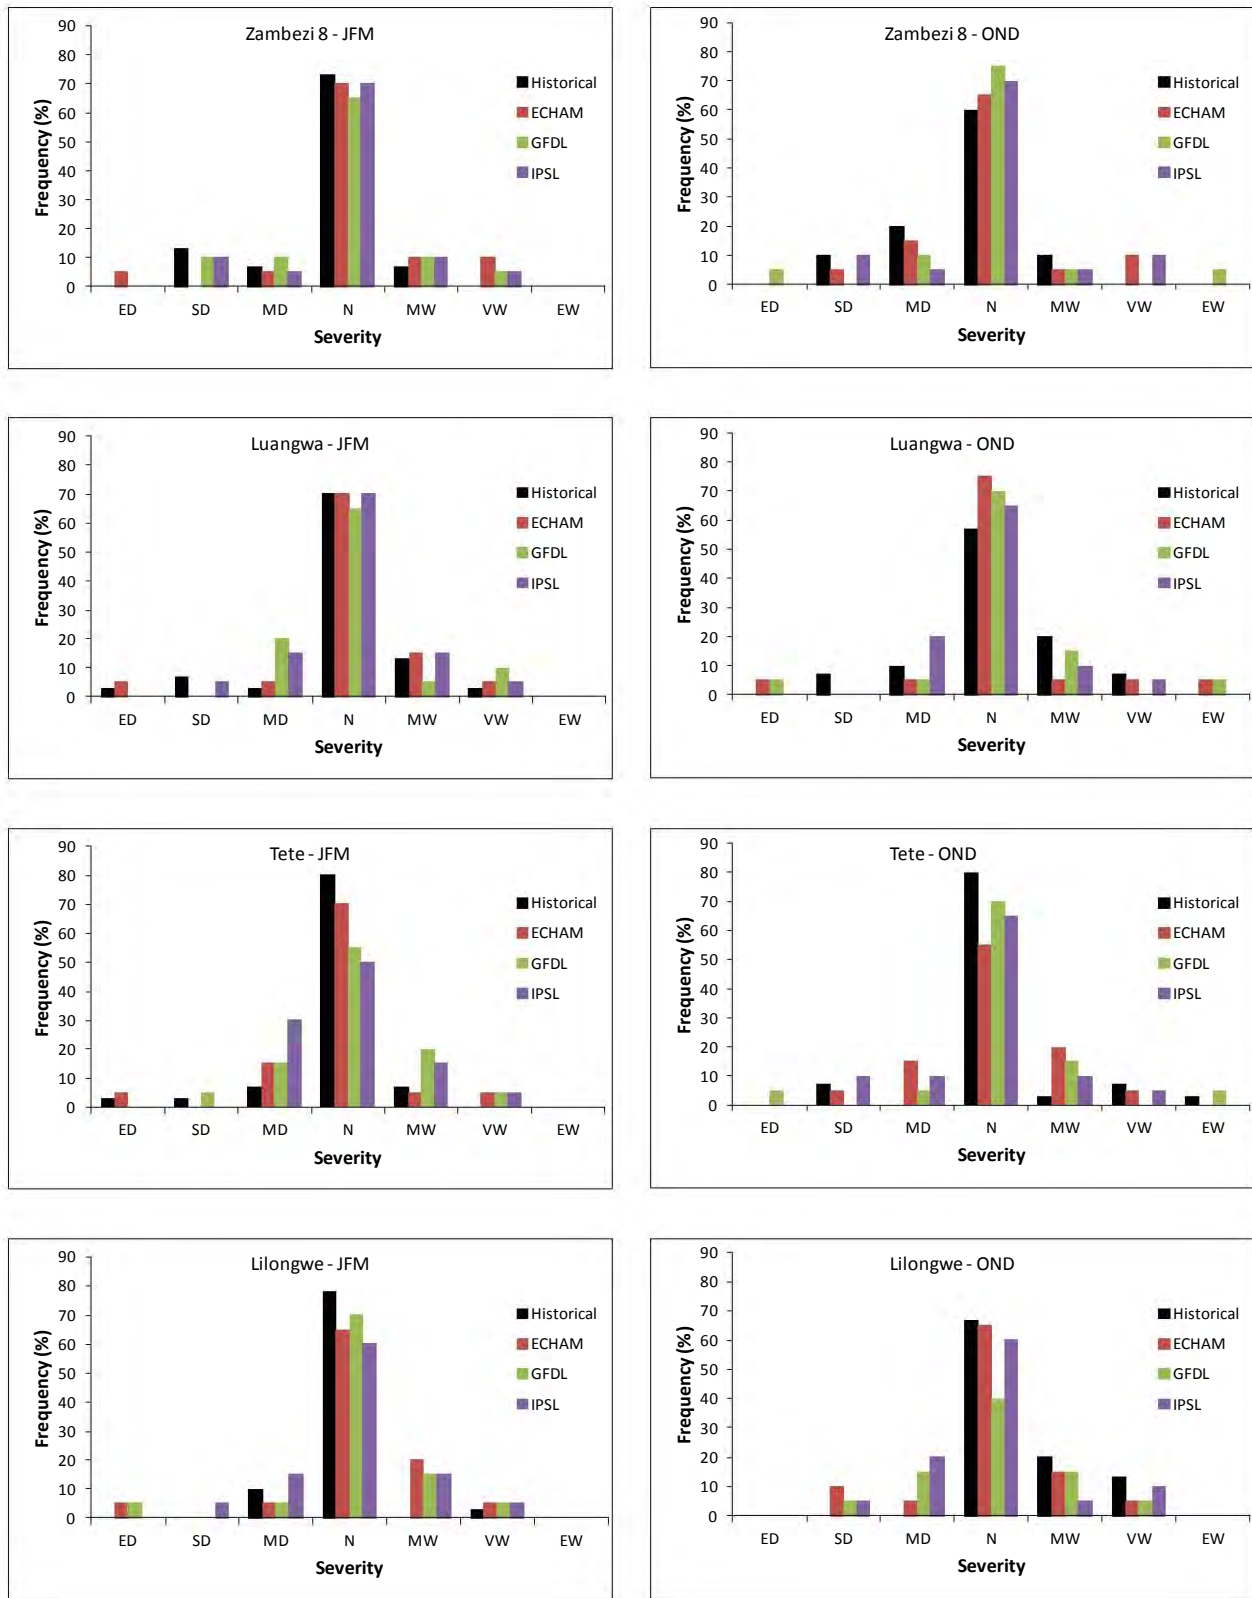 Zambezi 8 - JFM
Frequency (%)
90
80
70
60
50
40
30
20
10
0
Historical
ECHAM
GFDL
IPSL
ED SD MD N MW VW EW
Severity
Zambezi 8 - OND
Frequency (%)
90
80
70
60
50
40
30
20
10
0
Historical
ECHAM
GFDL
IPSL
ED SD MD N MW VW EW
Severity
Luangwa - JFM
Frequency (%)
90
80
70
60
50
40
30
20
10
0
Historical
ECHAM
GFDL
IPSL
ED SD MD N MW VW EW
Severity
Luangwa - OND
Frequency (%)
90
80
70
60
50
40
30
20
10
0
Historical
ECHAM
GFDL
IPSL
ED SD MD N MW VW EW
Severity
Tete - JFM
Frequency (%)
90
80
70
60
50
40
30
20
10
0
Historical
ECHAM
GFDL
IPSL
ED SD MD N MW VW EW
Severity
Tete - OND
Frequency (%)
90
80
70
60
50
40
30
20
10
0
Historical
ECHAM
GFDL
IPSL
ED SD MD N MW VW EW
Severity
Lilongwe - JFM
Frequency (%)
90
80
70
60
50
40
30
20
10
0
Historical
ECHAM
GFDL
IPSL
ED SD MD N MW VW EW
Severity
Lilongwe - OND
Frequency (%)
90
80
70
60
50
40
30
20
10
0
Historical
ECHAM
GFDL
IPSL
ED SD MD N MW VW EW
Severity